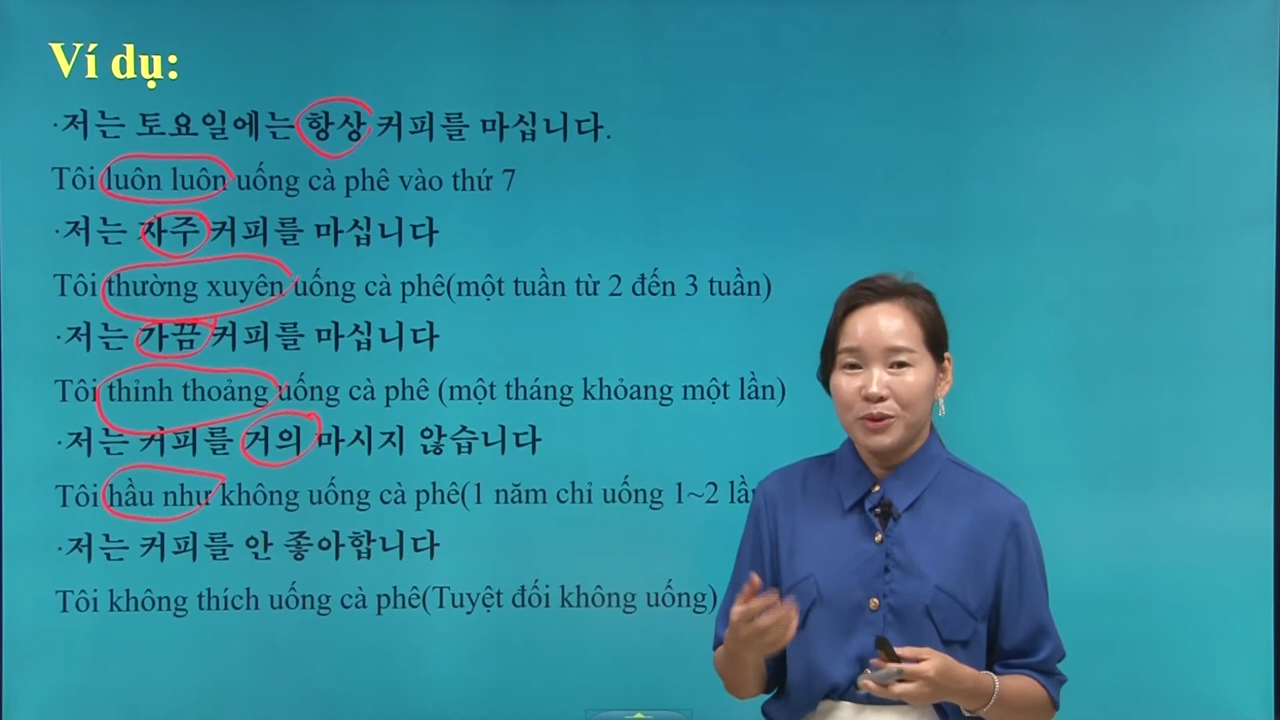 Ví dụ:
·저는 토요일에는 항상 커피를 마십니다.
Tôi luôn luôn uống cà phê vào thứ 7
·저는 자주 커피를 마십니다
Tôi thường xuyên uống cà phê(một tuần từ 2 đến 3 tuần)
·저는 가끔 커피를 마십니다
Tôi thỉnh thoảng uống cà phê (một tháng khỏang một lần)
·저는 커피를 거의 마시지 않습니다
Tôi hầu như không uống cà phê(1 năm chỉ uống 1~2
·저는 커피를 안 좋아합니다
Tôi không thích uống cà phê(Tuyệt đối không uống)